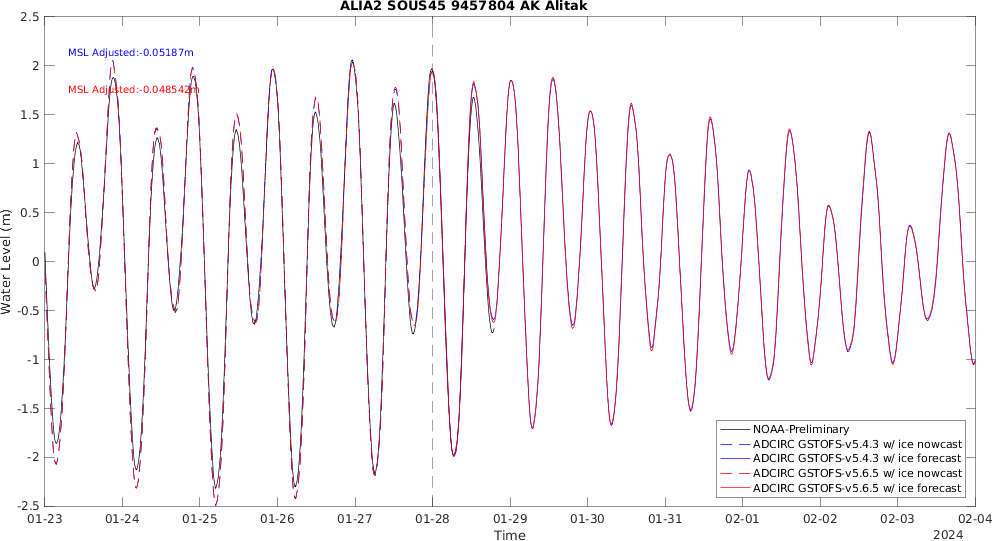 ALIA2 SOUS45 9457804 AK Alitak
MSL Adjusted:-0.05187m
MSL Adjusted:-0.048542m
Water Level (m)
2.5
2
1.5
1
0.5
0
-0.5
-1
-1.5
-2
-2.5
NOAA-Preliminary
ADCIRC GSTOFS-v5.4.3 w/ ice nowcast
ADCIRC GSTOFS-v5.4.3 w/ ice forecast
ADCIRC GSTOFS-v5.6.5 w/ ice nowcast
ADCIRC GSTOFS-v5.6.5 w/ ice forecast
01-23 01-24 01-25 01-26 01-27 01-28 01-29 01-30 01-31 02-01 02-02 02-03 02-04
Time
2024